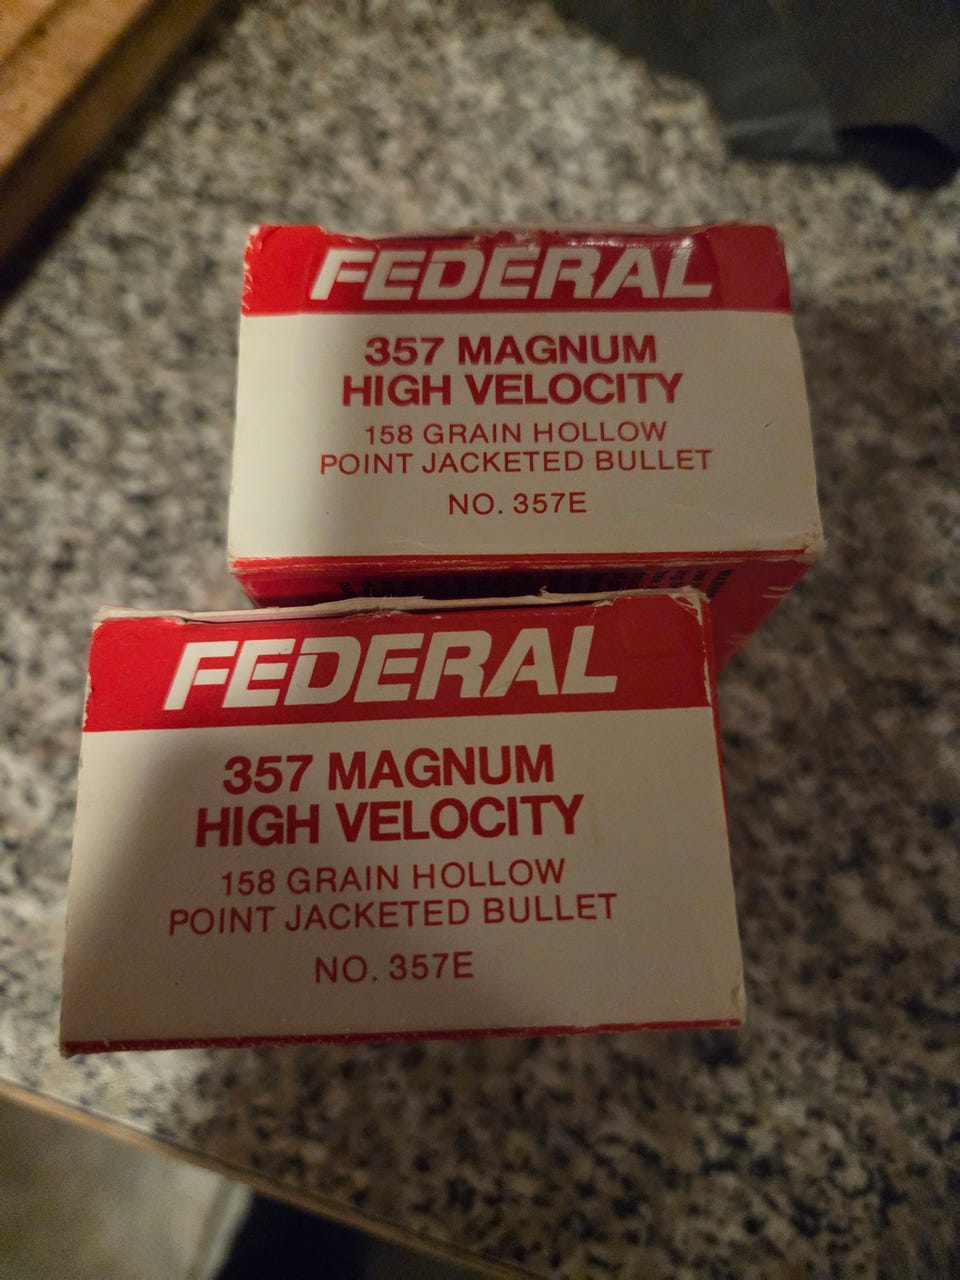 FEDERAL
357 MAGNUM
HIGH VELOCITY
158 GRAIN HOLLOW
POINT JACKETED BULLET
NO. 357E
FEDERAL
357 MAGNUM
HIGH VELOCITY
158 GRAIN HOLLOW
POINT JACKETED BULLET
NO. 357E